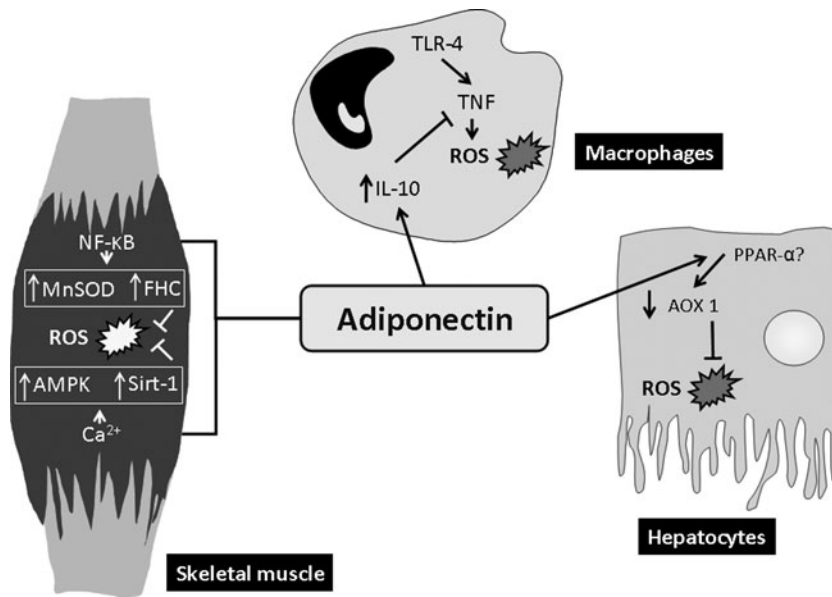 TLR-4
TNF
ROS
↑IL-10
Macrophages
NF-κB
↑MnSOD ↑FHC
ROS
↑AMPK ↑Sirt-1
Ca²⁺
Skeletal muscle
Adiponectin
PPAR-α?
↓ AOX 1
ROS
Hepatocytes